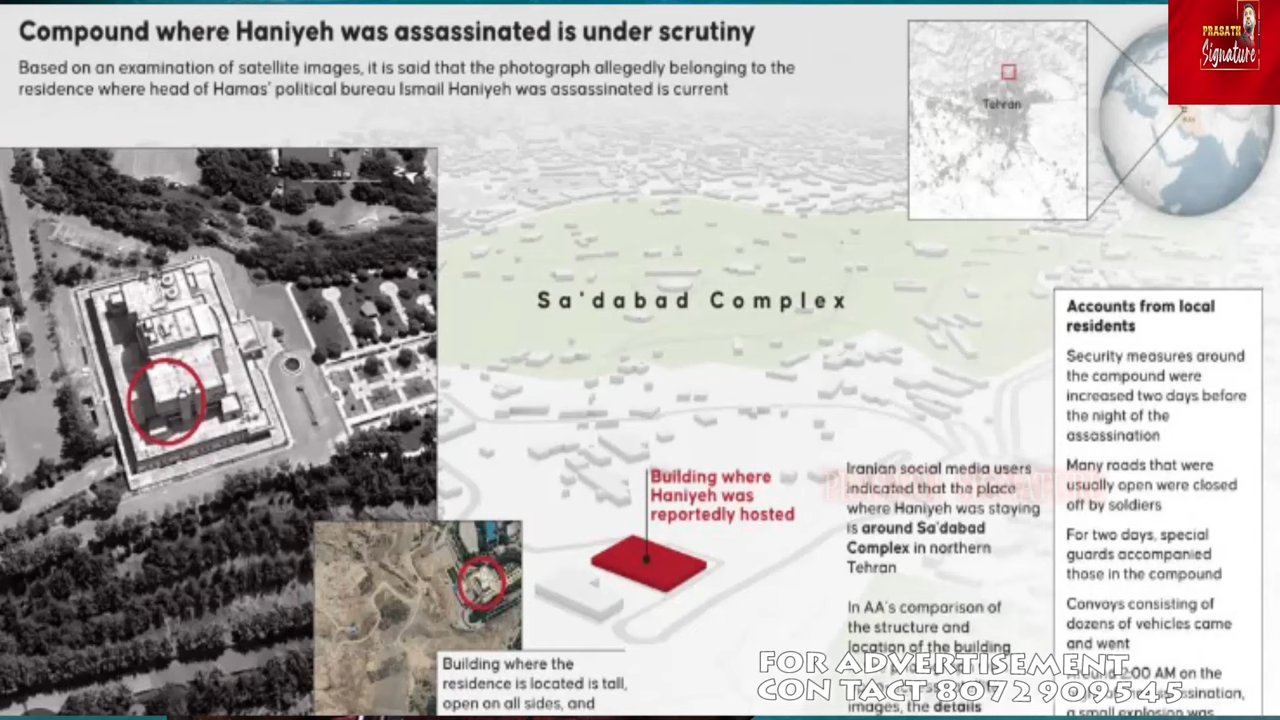 Compound where Haniyeh was assassinated is under scrutiny
Based on an examination of satellite images, it is said that the potograph allegedly belonging to the
residence where head of Hamas' political bureau Ismail Haniyeh was assassinated is current
PRASATH
Signature
Tehran
Sa'dabad Complex
Building where
Haniyeh was
reportedly hosted
Building where the
residence is located is tall,
open on all sides, and
Iranian social media users
indicated that the place
where Haniyeh was staying
is around Sa'dabad
Complex in northern
Tehran
In AA's comparison of
the structure and
location of the building
images, the details
Accounts from local
residents
Security measures around
the compound were
increased two days before
the night of the
assassination
Many roads that were
usually open were closed
off by soldiers
For two days, special
guards accompanied
those in the compound
Convoys consisting of
dozens of vehicles came
and went
Around 2:00 AM on the
assassination,
a small explosion was
FOR ADVERTISEMENT
CON TACT 8072909545